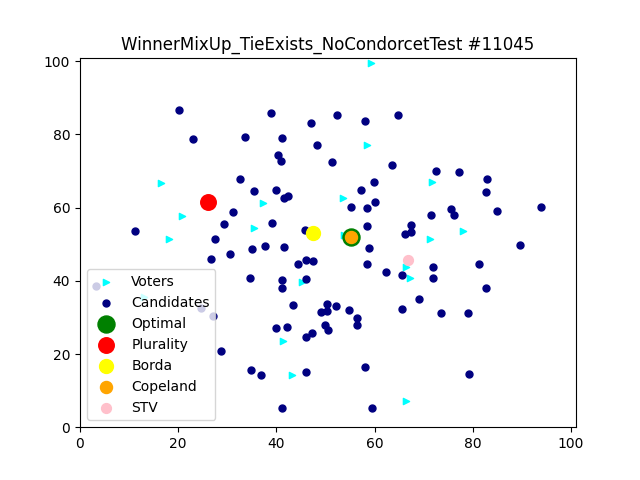 WinnerMixUp_TieExists_NoCondorcetTest #11045
100
80
60
40
20
0
0 20 40 60 80 100
Voters
Candidates
Optimal
Plurality
Borda
Copeland
STV